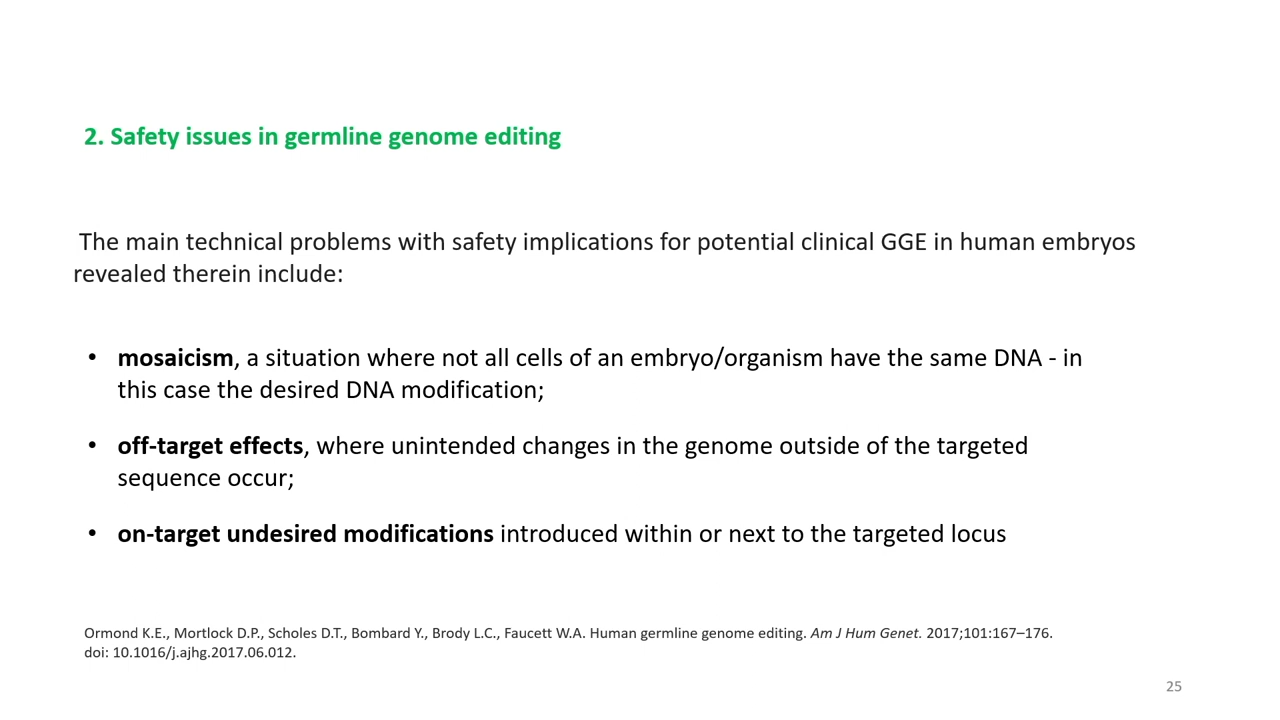 2. Safety issues in germline genome editing
The main technical problems with safety implications for potential clinical GGE in human embryos
revealed therein include:
• mosaicism, a situation where not all cells of an embryo/organism have the same DNA - in
this case the desired DNA modification;
• off-target effects, where unintended changes in the genome outside of the targeted
sequence occur;
• on-target undesired modifications introduced within or next to the targeted locus
Ormond K.E., Mortlock D.P., Scholes D.T., Bombard Y., Brody L.C., Faucett W.A. Human germline genome editing. Am J Hum Genet. 2017;101:167–176.
doi: 10.1016/j.ajhg.2017.06.012.
25